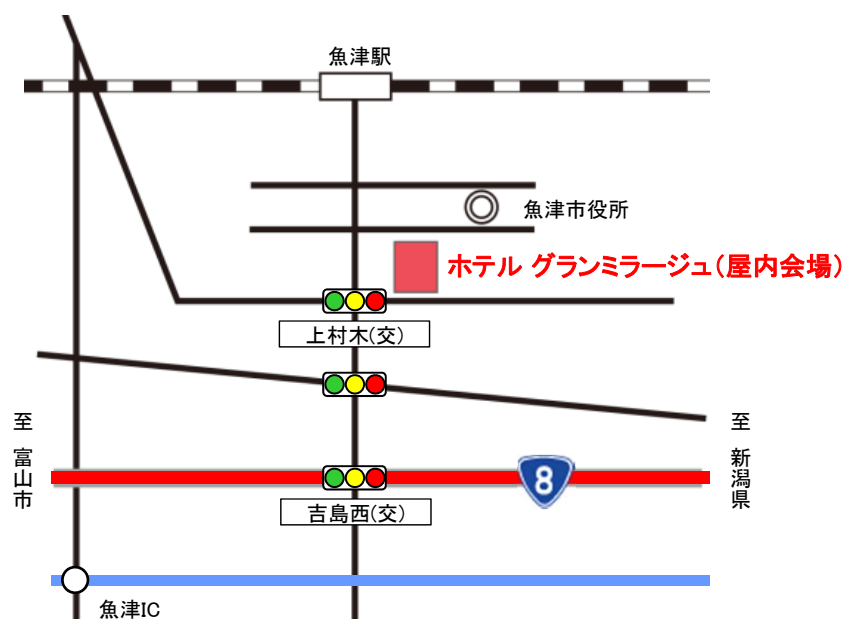 魚津駅
魚津市役所
ホテル グランミラージュ(屋内会場)
上村木(交)
至 富山市
至 新潟県
8
吉島西(交)
魚津IC